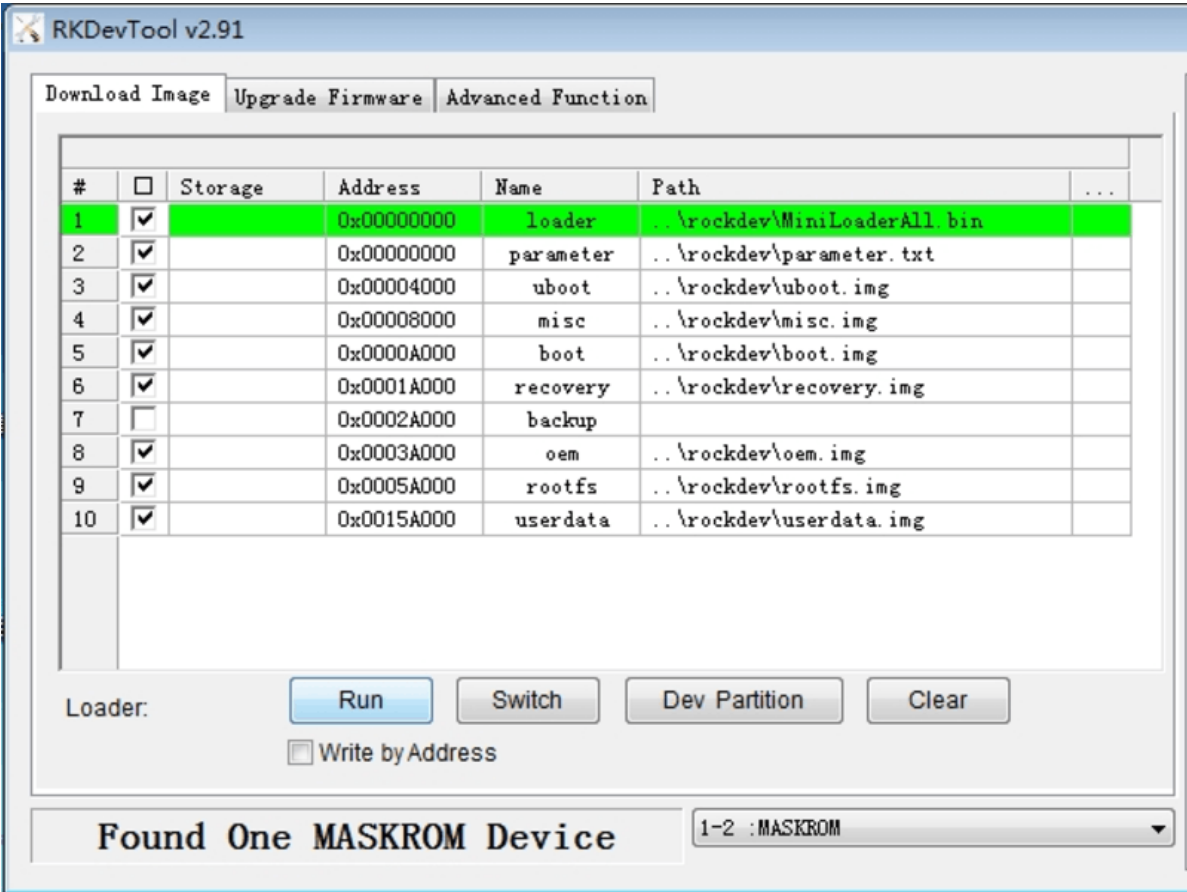 RKDevTool v2.91
Download Image Upgrade Firmware Advanced Function
# Storage Address Name Path ...
1 0x00000000 loader ..\rockdev\MiniLoaderAll.bin
2 0x00000000 parameter ..\rockdev\parameter.txt
3 0x00004000 uboot ..\rockdev\uboot.img
4 0x00008000 misc ..\rockdev\misc.img
5 0x0000A000 boot ..\rockdev\boot.img
6 0x0001A000 recovery ..\rockdev\recovery.img
7 0x0002A000 backup
8 0x0003A000 oem ..\rockdev\oem.img
9 0x0005A000 rootfs ..\rockdev\rootfs.img
10 0x0015A000 userdata ..\rockdev\userdata.img
Loader: Run Switch Dev Partition Clear
Write by Address
Found One MASKROM Device 1-2 :MASKROM